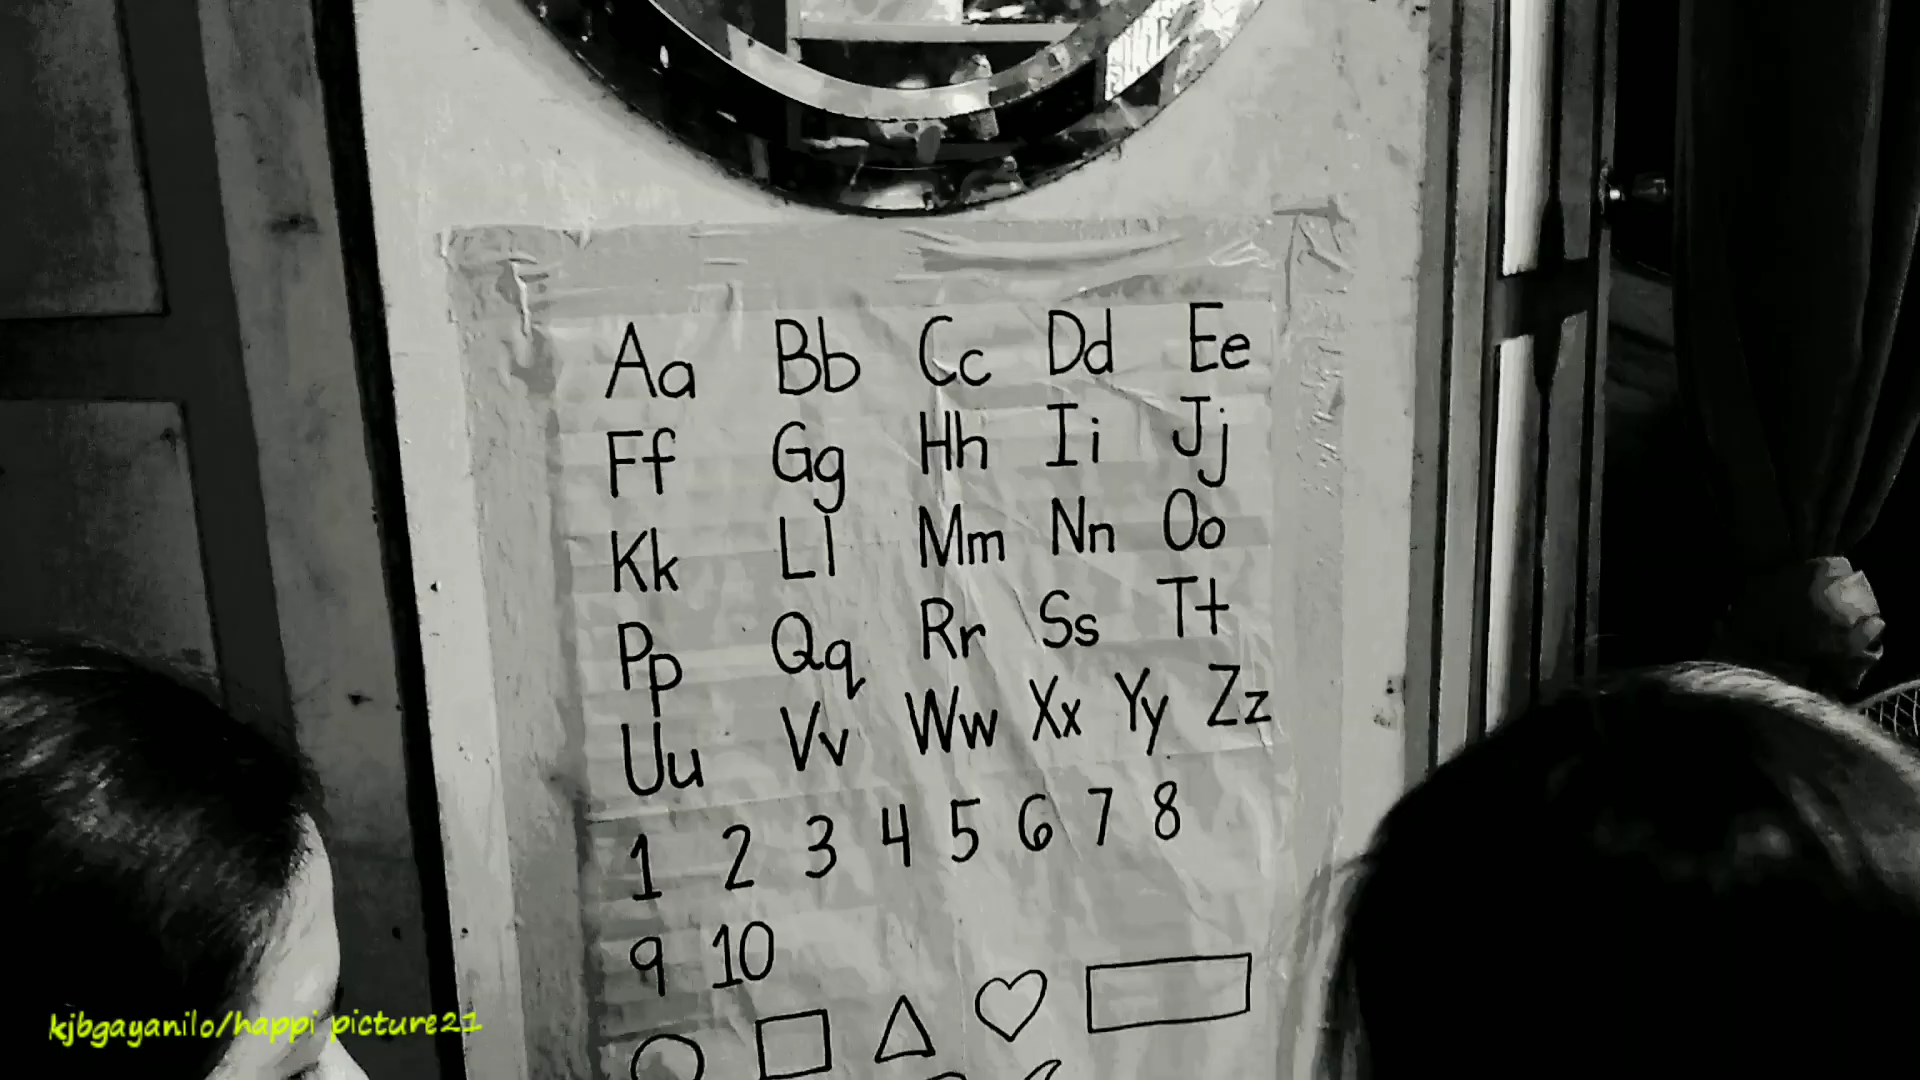 Aa Bb Cc Dd Ee
Ff Gg Hh Ii Jj
Kk Ll Mm Nn Oo
Pp Qq Rr Ss Tt
Uu Vv Ww Xx Yy Zz
1 2 3 4 5 6 7 8
9 10
kjbgayanilo/happi picture21